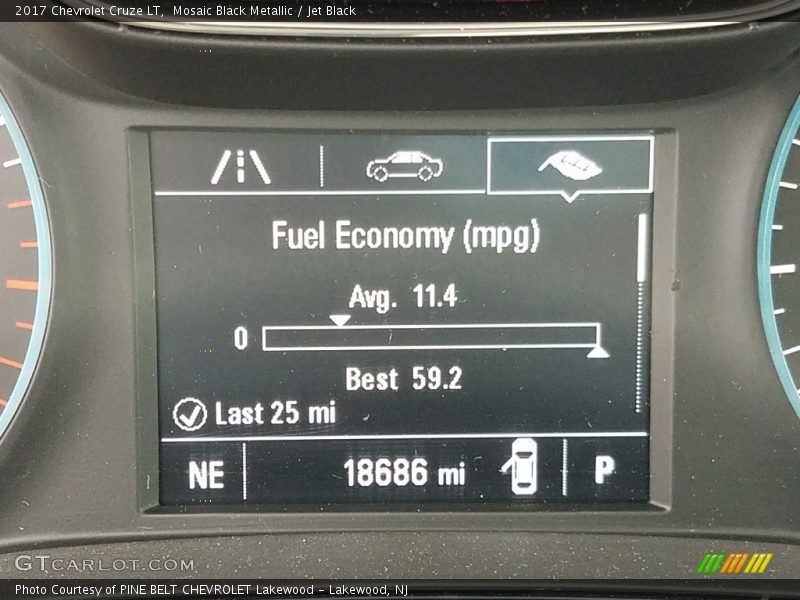 2017 Chevrolet Cruze LT, Mosaic Black Metallic / Jet Black
Fuel Economy (mpg)
Avg. 11.4
0
Best 59.2
Last 25 mi
NE 18686 mi P
GTCARLOT.COM
Photo Courtesy of PINE BELT CHEVROLET Lakewood - Lakewood, NJ